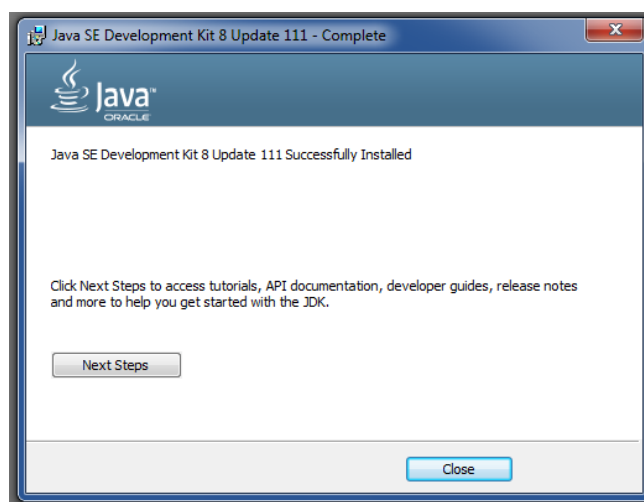 Java SE Development Kit 8 Update 111 - Complete
Java™
ORACLE
Java SE Development Kit 8 Update 111 Successfully Installed
Click Next Steps to access tutorials, API documentation, developer guides, release notes
and more to help you get started with the JDK.
Next Steps
Close